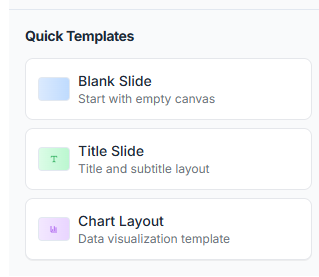 Quick Templates
Blank Slide
Start with empty canvas
T
Title Slide
Title and subtitle layout
Chart Layout
Data visualization template